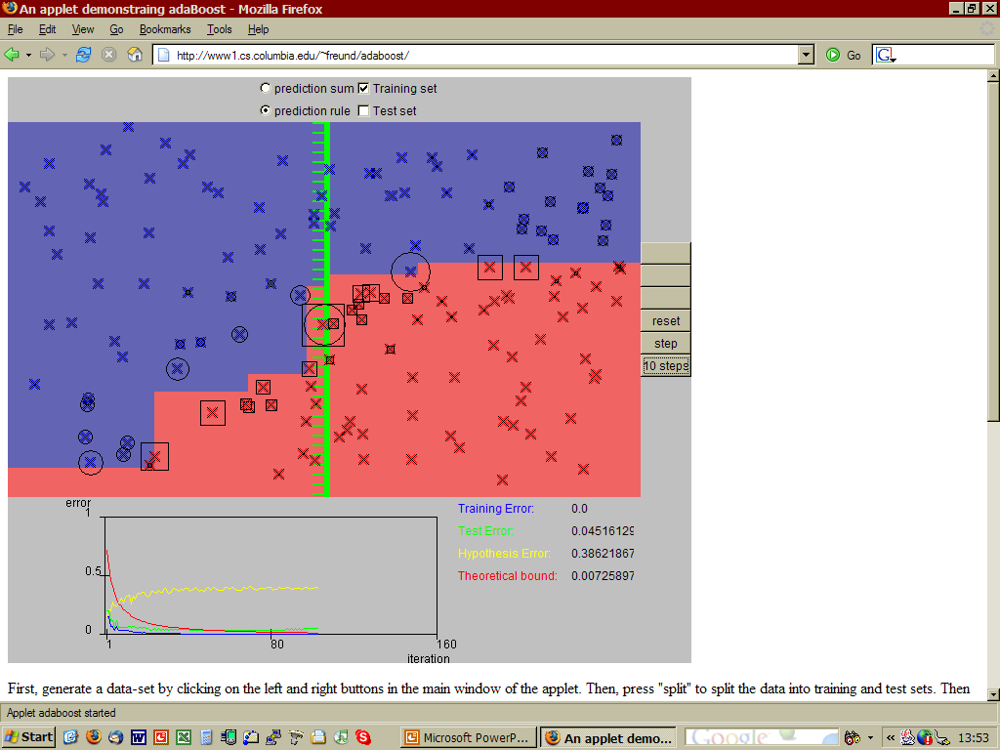 An applet demonstraing adaBoost - Mozilla Firefox
File Edit View Go Bookmarks Tools Help
http://www1.cs.columbia.edu/~freund/adaboost/ Go G
prediction sum Training set
prediction rule Test set
reset
step
10 steps
error
1
0.5
0
1 80 160
iteration
Training Error: 0.0
Test Error: 0.04516129
Hypothesis Error: 0.38621867
Theoretical bound: 0.00725897
First, generate a data-set by clicking on the left and right buttons in the main window of the applet. Then, press "split" to split the data into training and test sets. Then
Applet adaboost started
Start Microsoft PowerP... An applet demo... Google 13:53